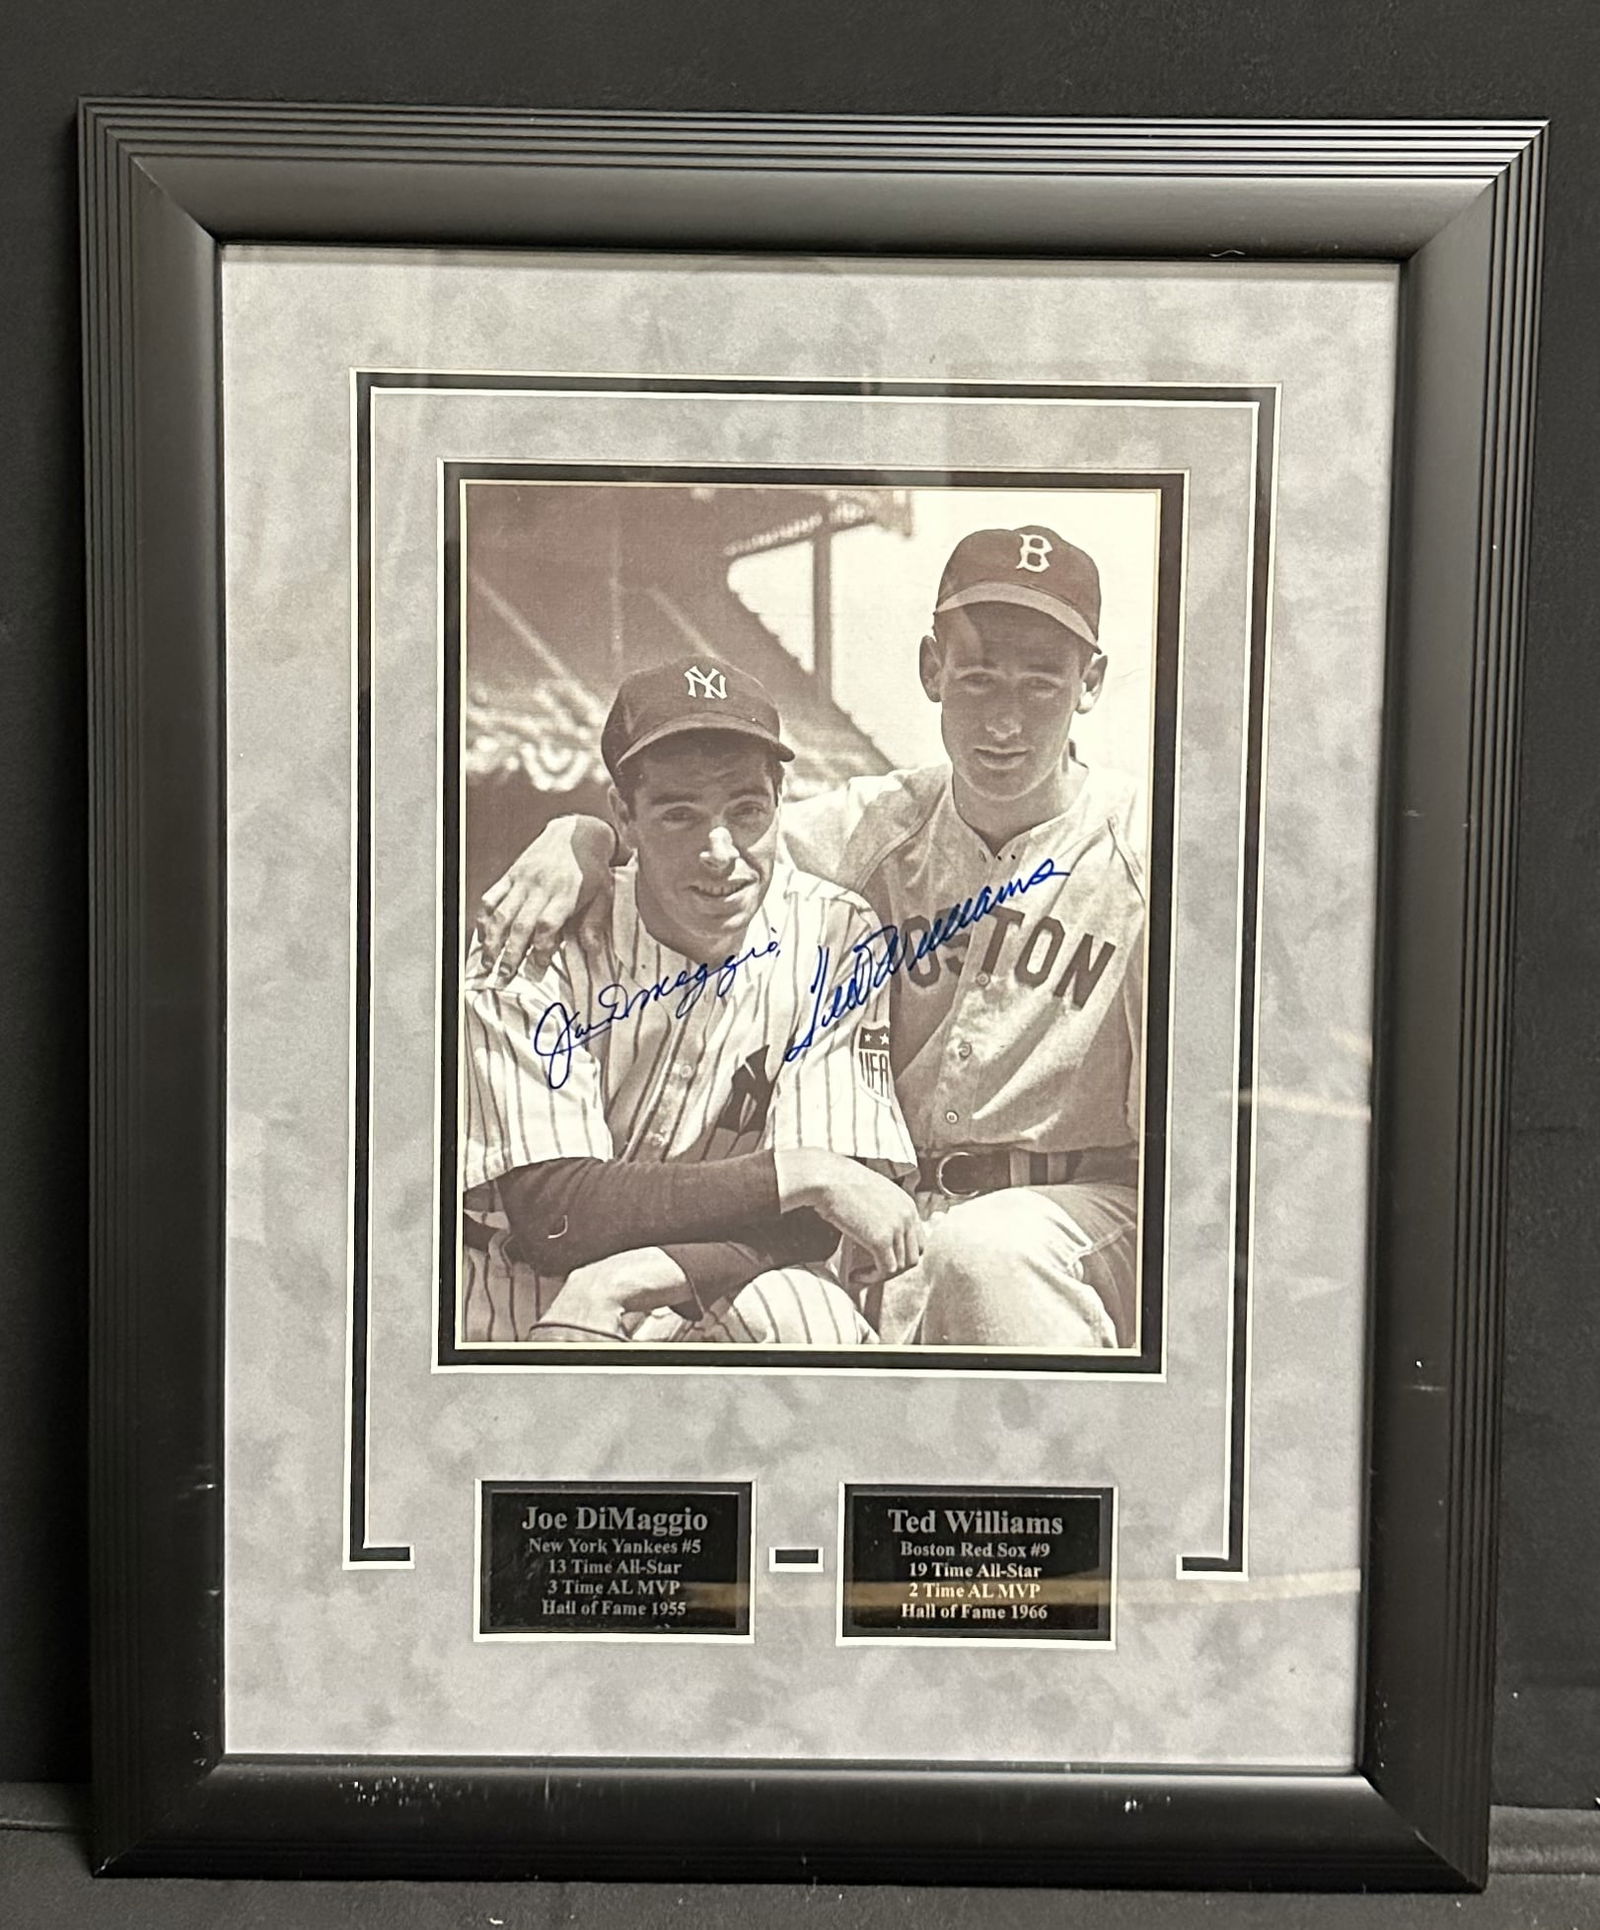 B
NY
BOSTON
Joe DiMaggio
Ted Williams
Joe DiMaggio
New York Yankees #5
13 Time All-Star
3 Time AL MVP
Hall of Fame 1955
Ted Williams
Boston Red Sox #9
19 Time All-Star
2 Time AL MVP
Hall of Fame 1966